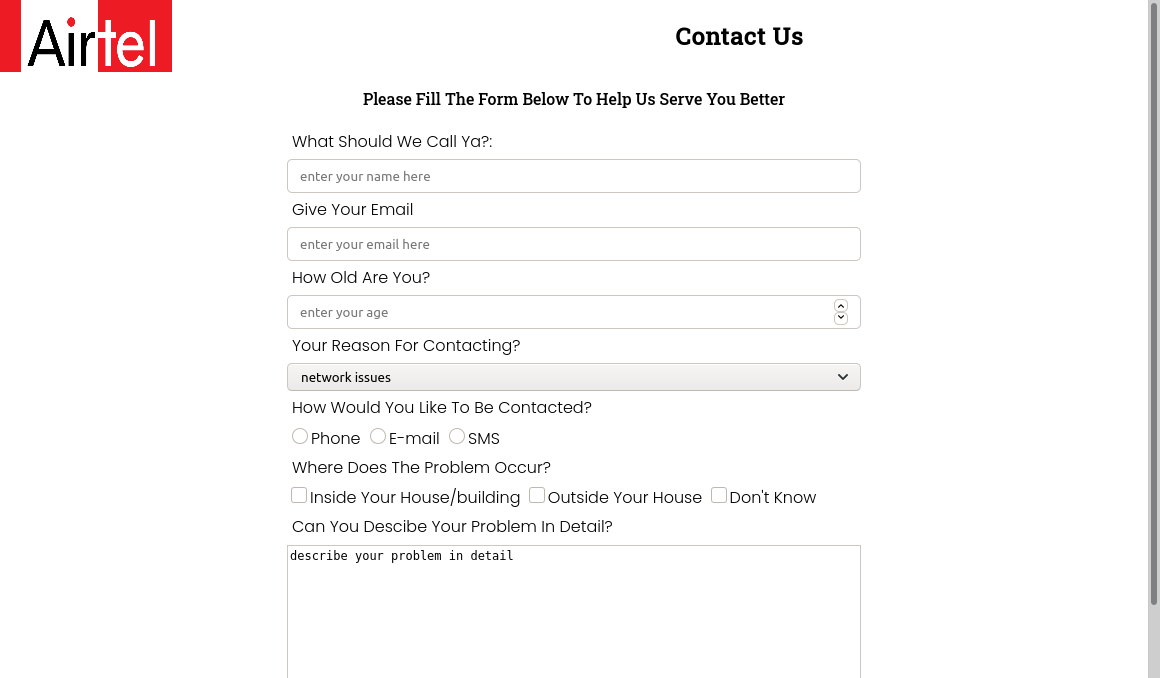 Airtel
Contact Us
Please Fill The Form Below To Help Us Serve You Better
What Should We Call Ya?:
enter your name here
Give Your Email
enter your email here
How Old Are You?
enter your age
Your Reason For Contacting?
network issues
How Would You Like To Be Contacted?
Phone E-mail SMS
Where Does The Problem Occur?
Inside Your House/building Outside Your House Don't Know
Can You Descibe Your Problem In Detail?
describe your problem in detail